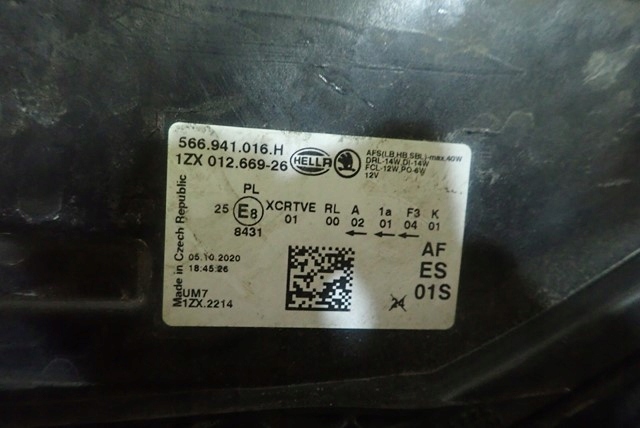 566.941.016.H
1ZX 012.669-26
HELLA
AFS(LB,HB,SBL)-max.40W
DRL-14W,DI-14W
FCL-12W,PO-6W
12V
Made in Czech Republic
PL
25 E8 XCRTVE RL A 1a F3 K
8431 01 00 02 01 04 01
05.10.2020
18:45:26
UM7
1ZX.2214
AF
ES
01S